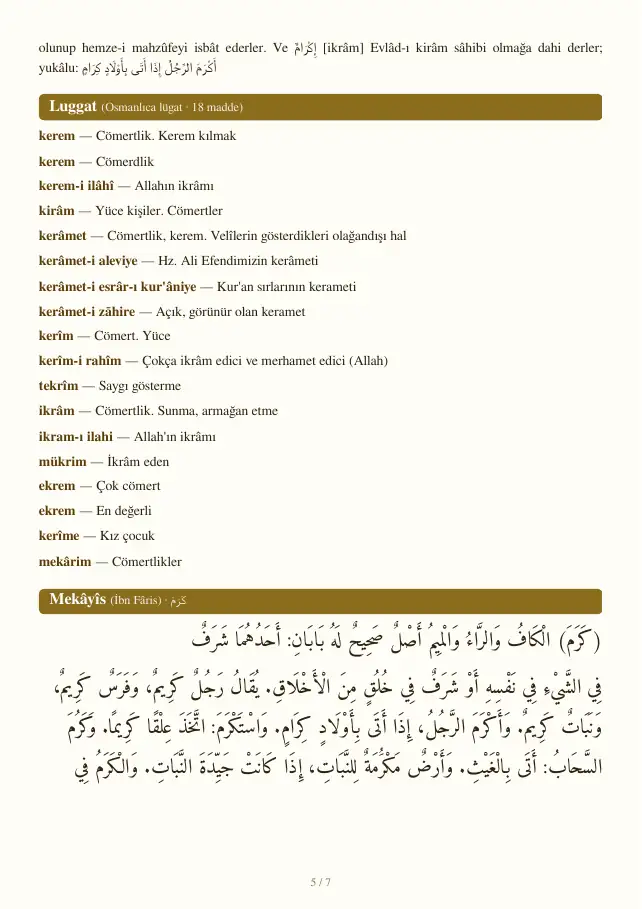 olunup hemze-i mahzûfeyi isbât ederler. Ve إِكْرَامٌ [ikrâm] Evlâd-ı kirâm sâhibi olmağa dahi derler;
yukâlu: أَكْرَمَ الرَّجُلُ إِذَا أَتَى بِأَوْلَادٍ كِرَامٍ
Luggat (Osmanlıca lügat · 18 madde)
kerem — Cömertlik. Kerem kılmak
kerem — Cömerdlik
kerem-i ilâhî — Allahın ikrâmı
kirâm — Yüce kişiler. Cömertler
kerâmet — Cömertlik, kerem. Velîlerin gösterdikleri olağandışı hal
kerâmet-i aleviye — Hz. Ali Efendimizin kerâmeti
kerâmet-i esrâr-ı kur'âniye — Kur'an sırlarının kerameti
kerâmet-i zâhire — Açık, görünür olan keramet
kerîm — Cömert. Yüce
kerîm-i rahîm — Çokça ikrâm edici ve merhamet edici (Allah)
tekrîm — Saygı gösterme
ikrâm — Cömertlik. Sunma, armağan etme
ikram-ı ilahi — Allah'ın ikrâmı
mükrim — İkrâm eden
ekrem — Çok cömert
ekrem — En değerli
kerîme — Kız çocuk
mekârim — Cömertlikler
Mekâyîs (İbn Fâris) · كَرَمَ
(كَرَمَ) الْكَافُ وَالرَّاءُ وَالْمِيمُ أَصْلٌ صَحِيحٌ لَهُ بَابَانِ: أَحَدُهُمَا شَرَفٌ
فِي الشَّيْءِ فِي نَفْسِهِ أَوْ شَرَفٌ فِي خُلُقٍ مِنَ الْأَخْلَاقِ. يُقَالُ رَجُلٌ كَرِيمٌ، وَفَرَسٌ كَرِيمٌ،
وَنَبَاتٌ كَرِيمٌ. وَأَكْرَمَ الرَّجُلُ، إِذَا أَتَى بِأَوْلَادٍ كِرَامٍ. وَاسْتَكْرَمَ: اتَّخَذَ عِلْقًا كَرِيمًا. وَكَرُمَ
السَّحَابُ: أَتَى بِالْغَيْثِ. وَأَرْضٌ مَكْرُمَةٌ لِلنَّبَاتِ، إِذَا كَانَتْ جَيِّدَةَ النَّبَاتِ. وَالْكَرَمُ فِي
5 / 7